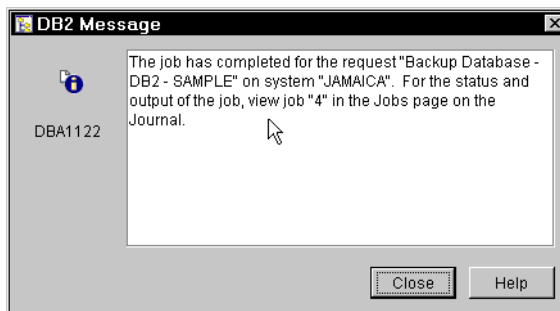 DB2 Message
The job has completed for the request "Backup Database -
DB2 - SAMPLE" on system "JAMAICA".  For the status and
output of the job, view job "4" in the Jobs page on the
Journal.
DBA1122
Close
Help